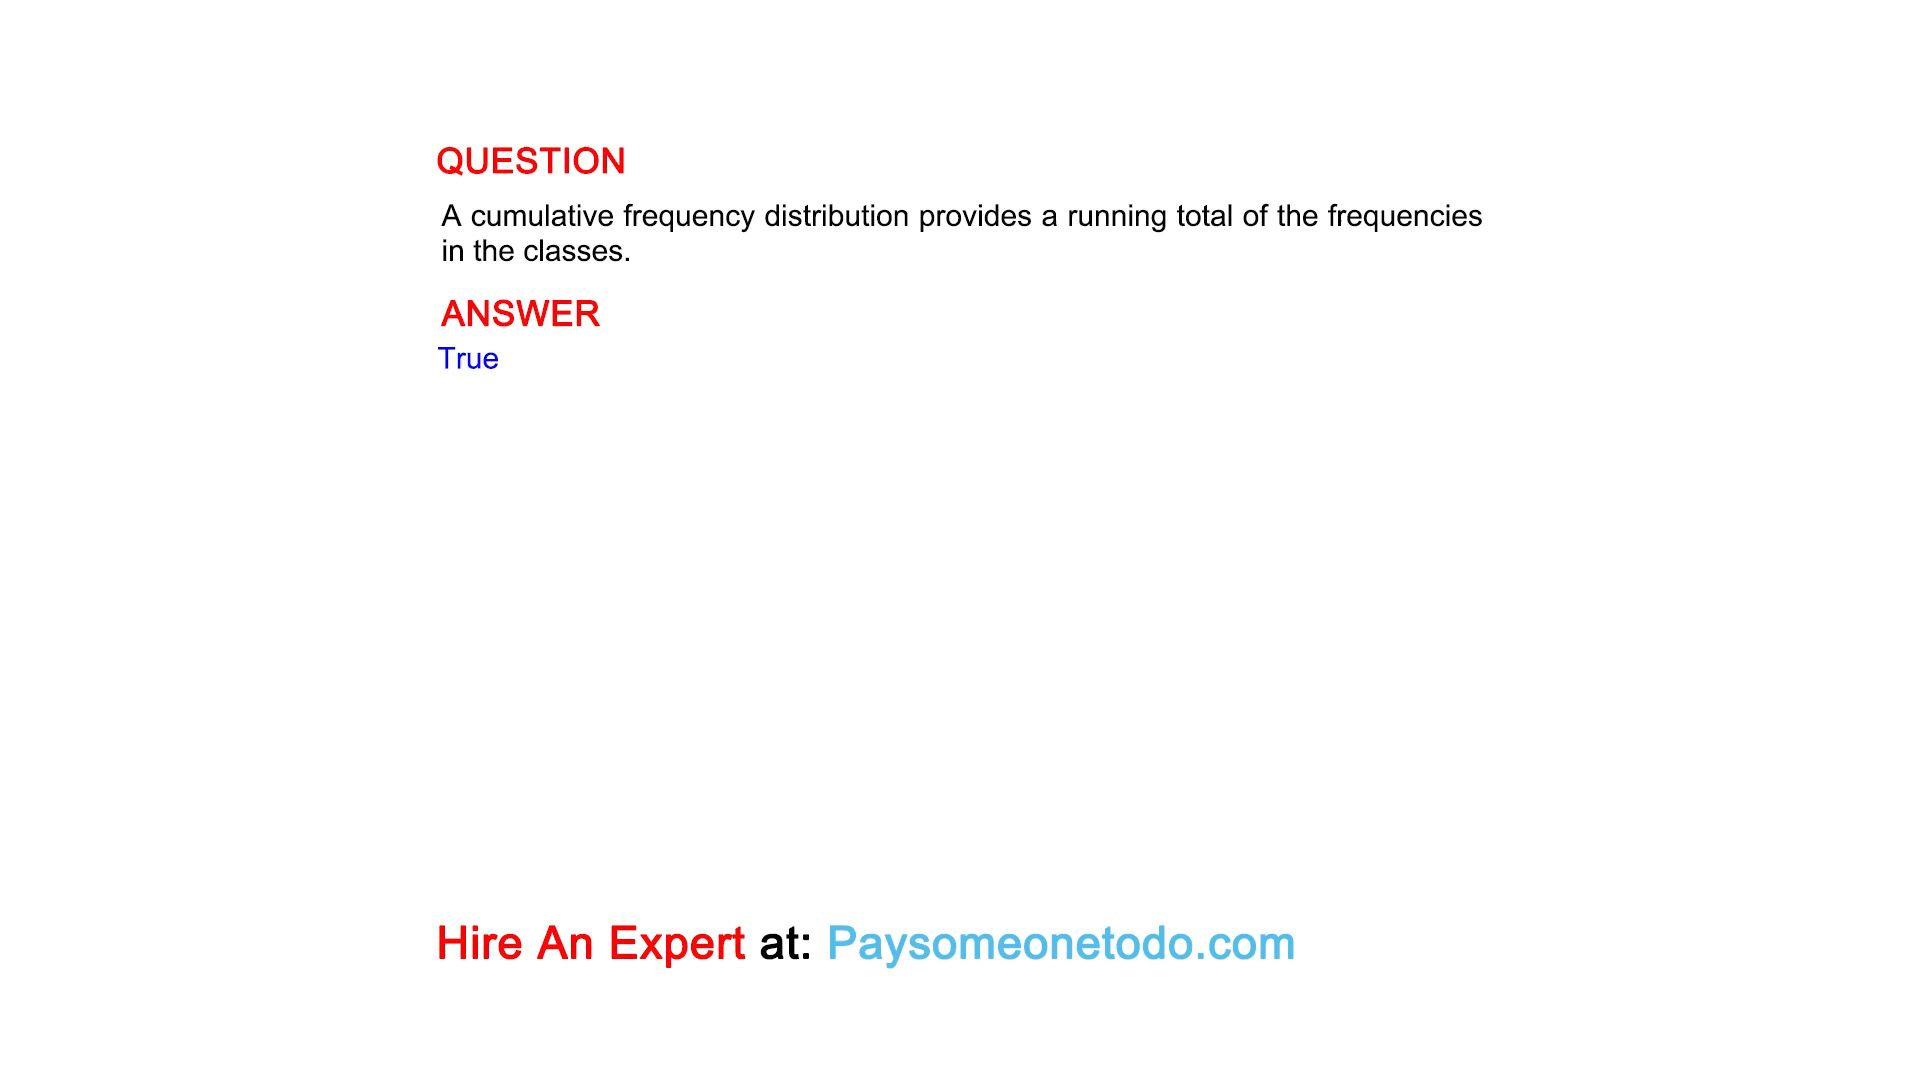 QUESTION
A cumulative frequency distribution provides a running total of the frequencies
in the classes.
ANSWER
True
Hire An Expert at: Paysomeonetodo.com